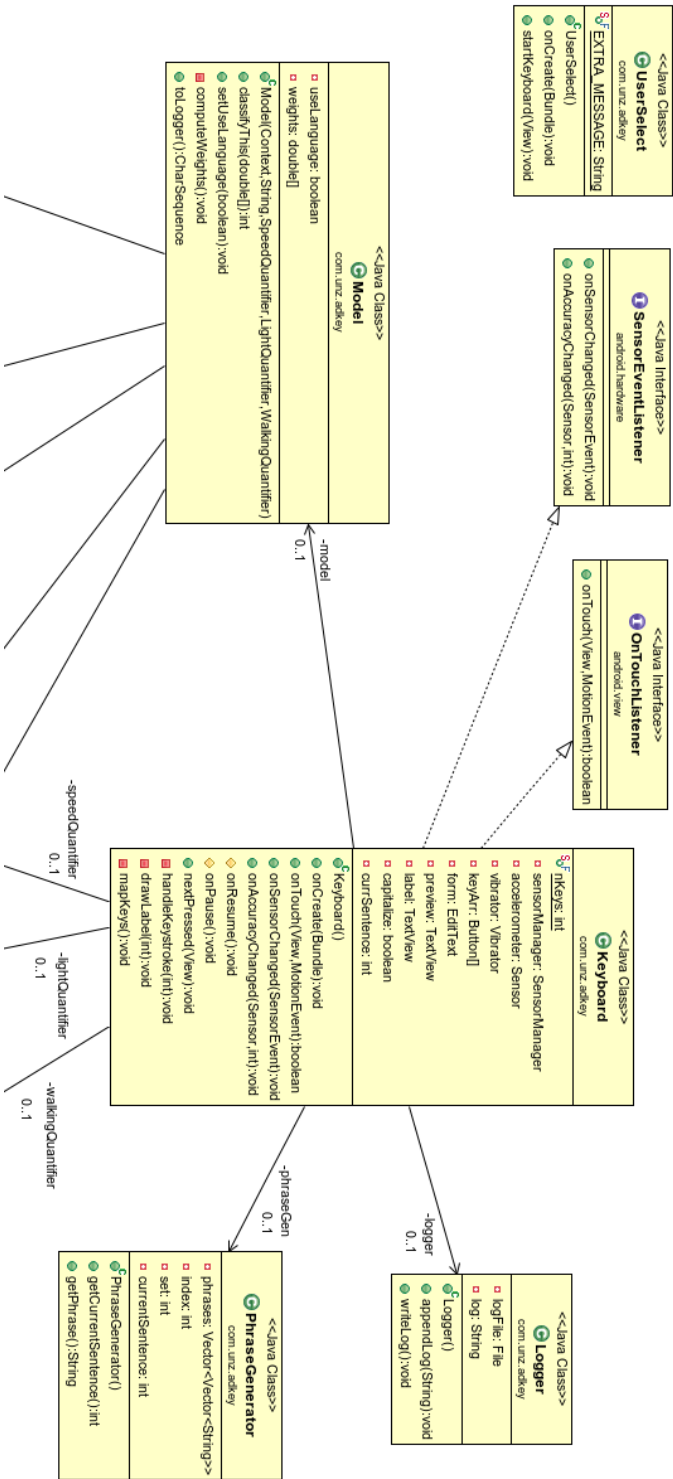 <<Java Class>>
UserSelect
com.unz.adkey
EXTRA_MESSAGE: String
UserSelect()
onCreate(Bundle):void
startKeyboard(View):void
<<Java Interface>>
SensorEventListener
android.hardware
onSensorChanged(SensorEvent):void
onAccuracyChanged(Sensor,int):void
<<Java Interface>>
OnTouchListener
android.view
onTouch(View,MotionEvent):boolean
<<Java Class>>
Model
com.unz.adkey
useLanguage: boolean
weights: double[]
Model(Context,String,SpeedQuantifier,LightQuantifier,WalkingQuantifier)
classifyThis(double[]):int
setUseLanguage(boolean):void
computeWeights():void
toLogger():CharSequence
-model
0..1
<<Java Class>>
Keyboard
com.unz.adkey
nKeys: int
sensorManager: SensorManager
accelerometer: Sensor
vibrator: Vibrator
keyArr: Button[]
form: EditText
preview: TextView
label: TextView
capitalize: boolean
currSentence: int
Keyboard()
onCreate(Bundle):void
onTouch(View,MotionEvent):boolean
onSensorChanged(SensorEvent):void
onAccuracyChanged(Sensor,int):void
onResume():void
onPause():void
nextPressed(View):void
handleKeystroke(int):void
drawLabel(int):void
mapKeys():void
-speedQuantifier
0..1
-lightQuantifier
0..1
-walkingQuantifier
0..1
-logger
0..1
-phraseGen
0..1
<<Java Class>>
Logger
com.unz.adkey
logFile: File
log: String
Logger()
appendLog(String):void
writeLog():void
<<Java Class>>
PhraseGenerator
com.unz.adkey
phrases: Vector<Vector<String>>
index: int
set: int
currentSentence: int
PhraseGenerator()
getCurrentSentence():int
getPhrase():String